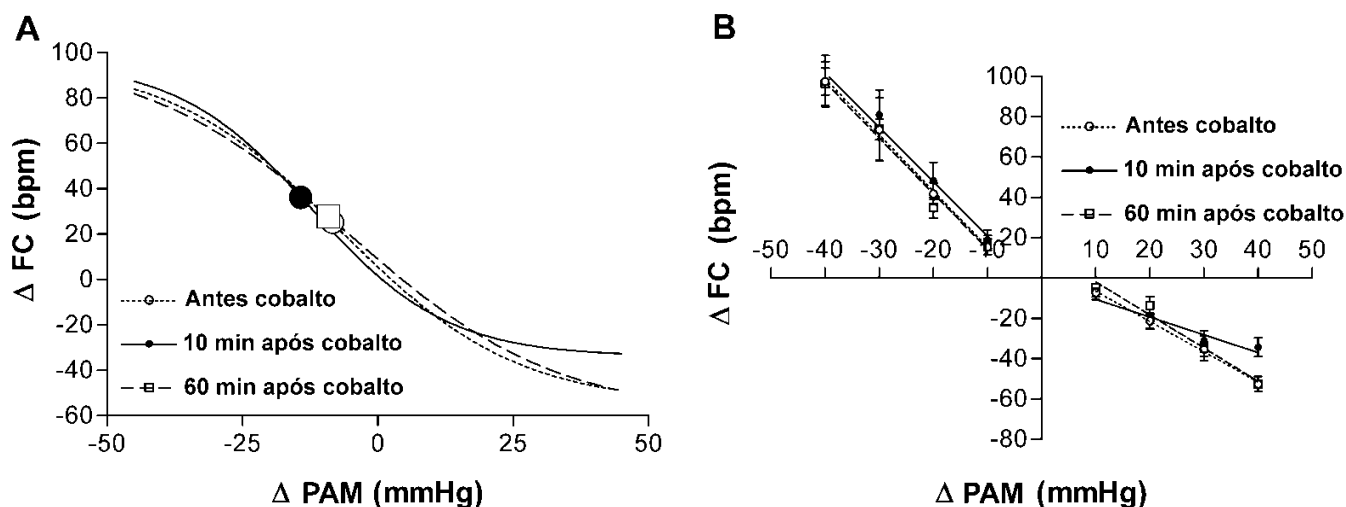 A
100
80
60
40
20
0
-20
-40
-60
-50
-25
0
25
50
Δ FC (bpm)
Δ PAM (mmHg)
Antes cobalto
10 min após cobalto
60 min após cobalto
B
100
80
60
40
20
-50
-40
-30
-20
-10
10
20
30
40
50
-20
-40
-60
-80
Δ FC (bpm)
Δ PAM (mmHg)
Antes cobalto
10 min após cobalto
60 min após cobalto